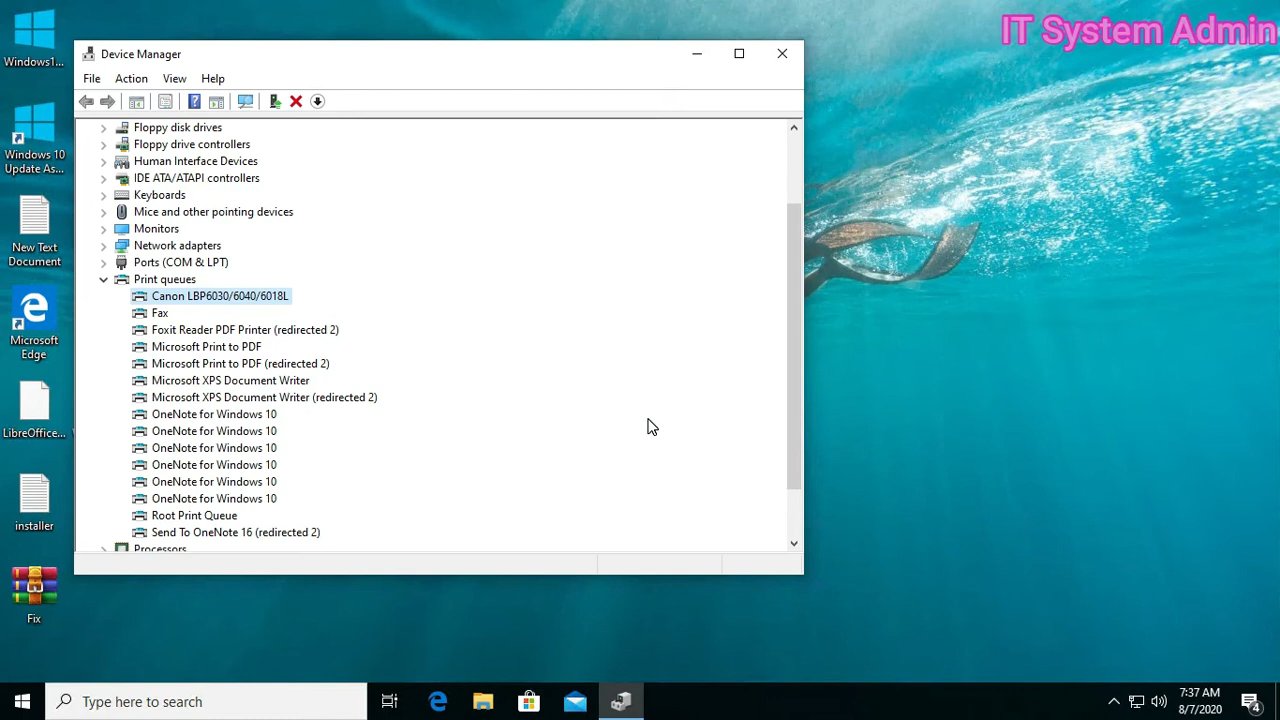 IT System Admin
Windows1...
Windows 10
Update As...
New Text
Document
Microsoft
Edge
LibreOffice...
installer
Fix
Device Manager
File Action View Help
Floppy disk drives
Floppy drive controllers
Human Interface Devices
IDE ATA/ATAPI controllers
Keyboards
Mice and other pointing devices
Monitors
Network adapters
Ports (COM & LPT)
Print queues
Canon LBP6030/6040/6018L
Fax
Foxit Reader PDF Printer (redirected 2)
Microsoft Print to PDF
Microsoft Print to PDF (redirected 2)
Microsoft XPS Document Writer
Microsoft XPS Document Writer (redirected 2)
OneNote for Windows 10
OneNote for Windows 10
OneNote for Windows 10
OneNote for Windows 10
OneNote for Windows 10
OneNote for Windows 10
Root Print Queue
Send To OneNote 16 (redirected 2)
Processors
Type here to search
7:37 AM
8/7/2020
4